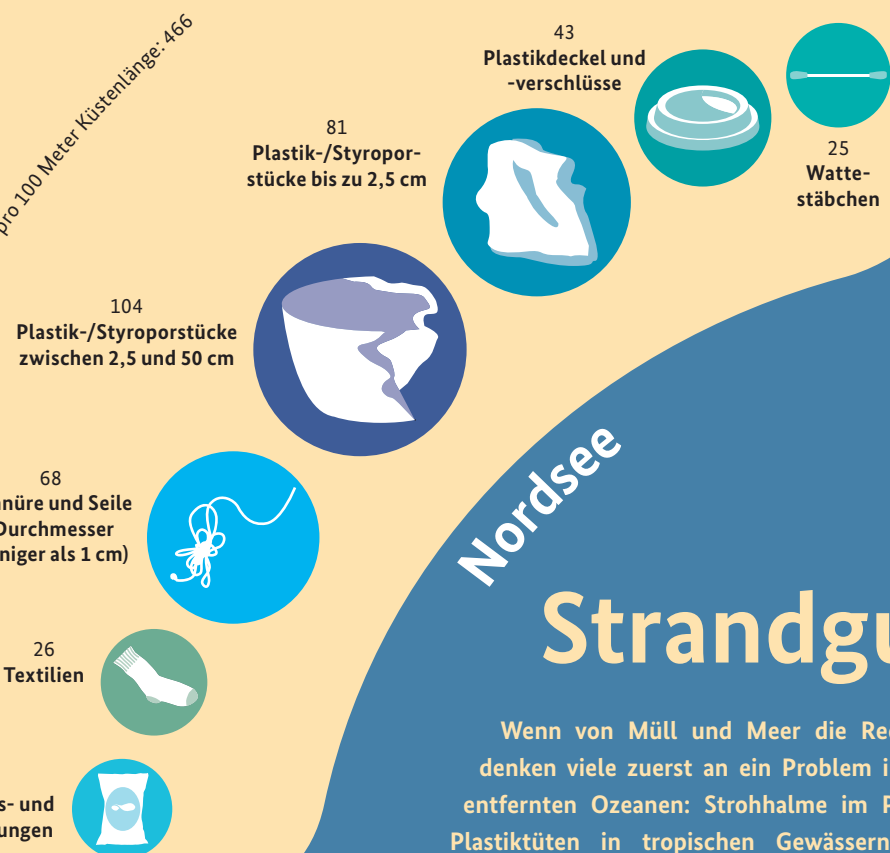 pro 100 Meter Küstenlänge: 466
43
Plastikdeckel und
-verschlüsse
25
Watte-
stäbchen
81
Plastik-/Styropor-
stücke bis zu 2,5 cm
104
Plastik-/Styroporstücke
zwischen 2,5 und 50 cm
68
nüre und Seile
Durchmesser
niger als 1 cm)
26
Textilien
s- und
ungen
Nordsee
Strandgu
Wenn von Müll und Meer die Re
denken viele zuerst an ein Problem i
entfernten Ozeanen: Strohhalme im P
Plastiktüten in tropischen Gewässern